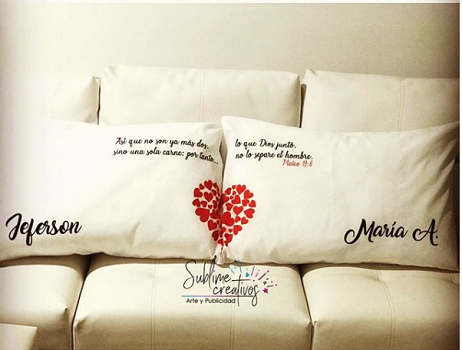 Así que no son ya más dos,
sino una sola carne; por tanto...
lo que Dios juntó,
no lo separe el hombre.
Mateo 19:6
Jeferson
María A.
Sublime
creativos
Arte y Publicidad